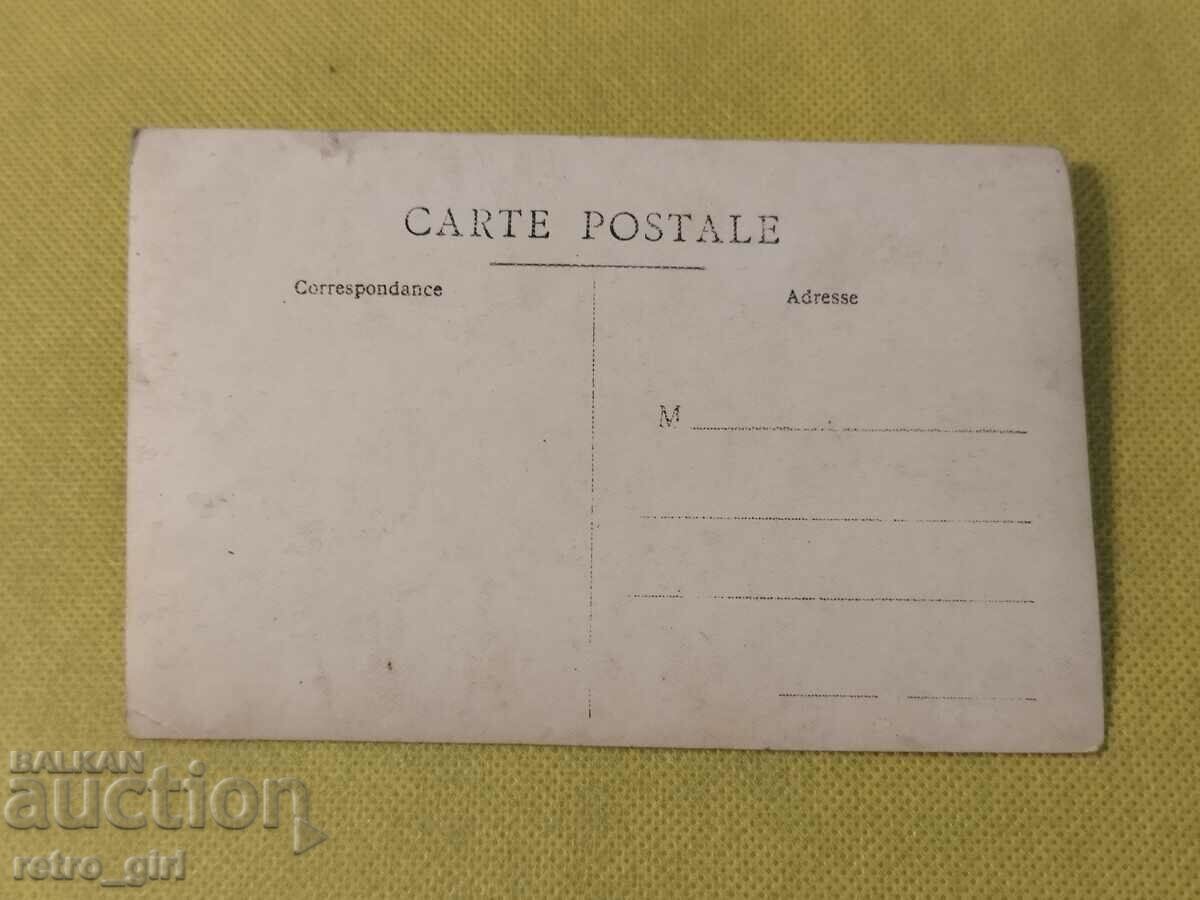 CARTE POSTALE
Correspondance
Adresse
M
BALKAN
auction
retro_girl